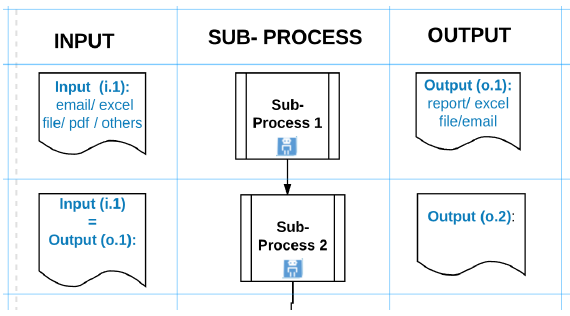 INPUT
SUB- PROCESS
OUTPUT
Input (i.1):
email/ excel
file/ pdf / others
Sub-
Process 1
Output (o.1):
report/ excel
file/email
Input (i.1)
=
Output (o.1):
Sub-
Process 2
Output (o.2):